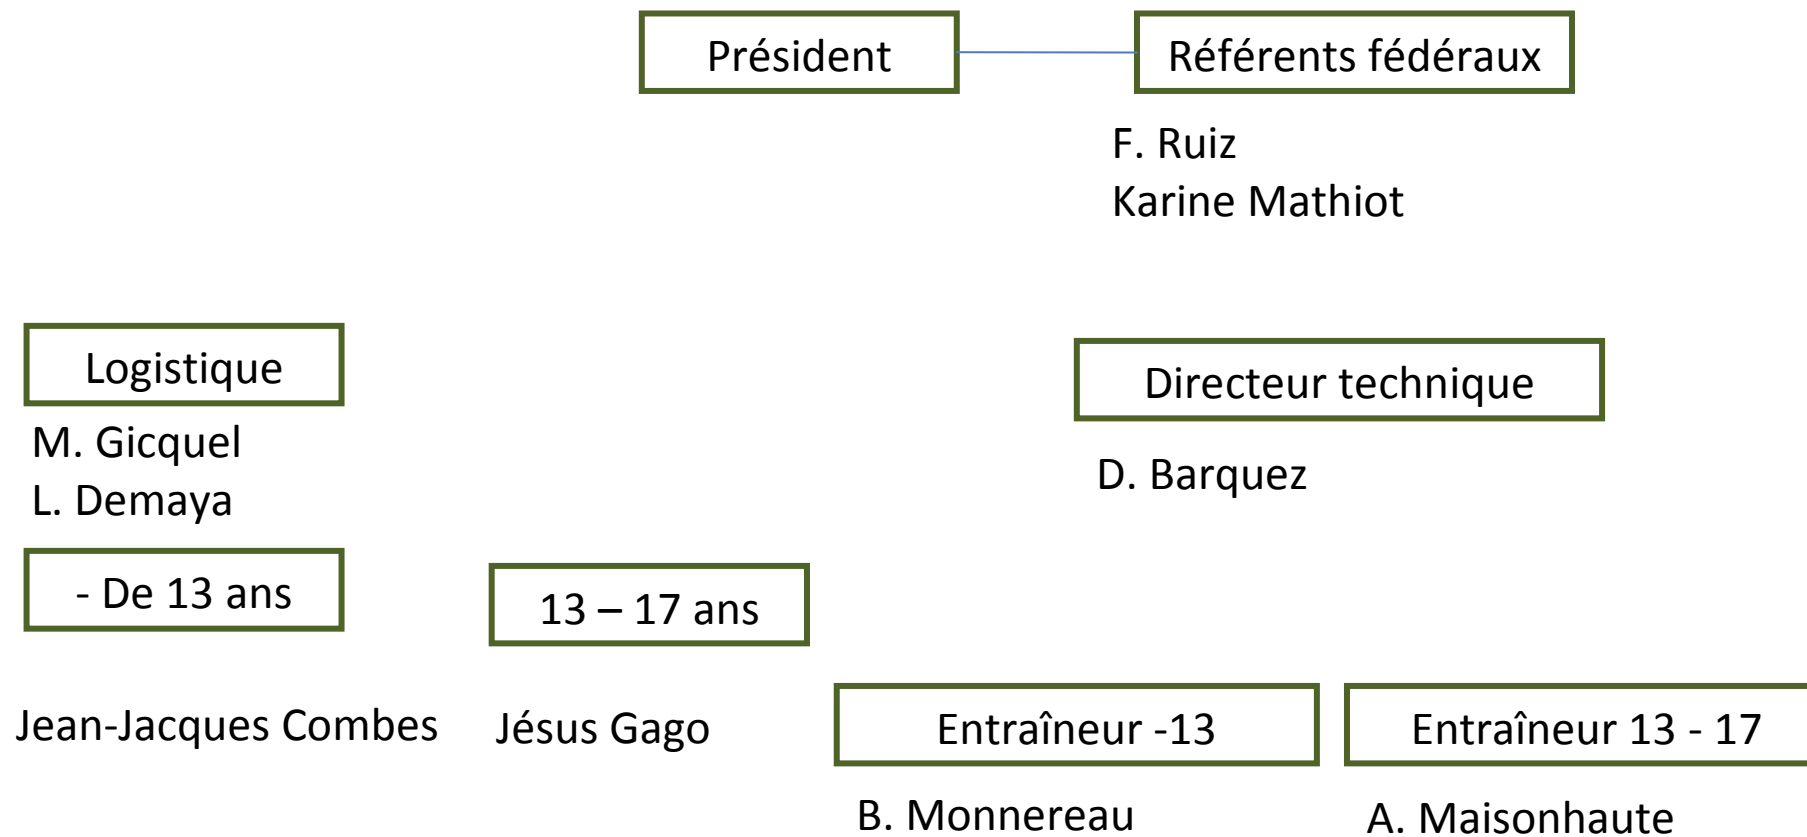 Président
Référents fédéraux
F. Ruiz
Karine Mathiot
Logistique
Directeur technique
M. Gicquel
L. Demaya
D. Barquez
- De 13 ans
13 – 17 ans
Jean-Jacques Combes
Jésus Gago
Entraîneur -13
Entraîneur 13 - 17
B. Monnereau
A. Maisonhaute